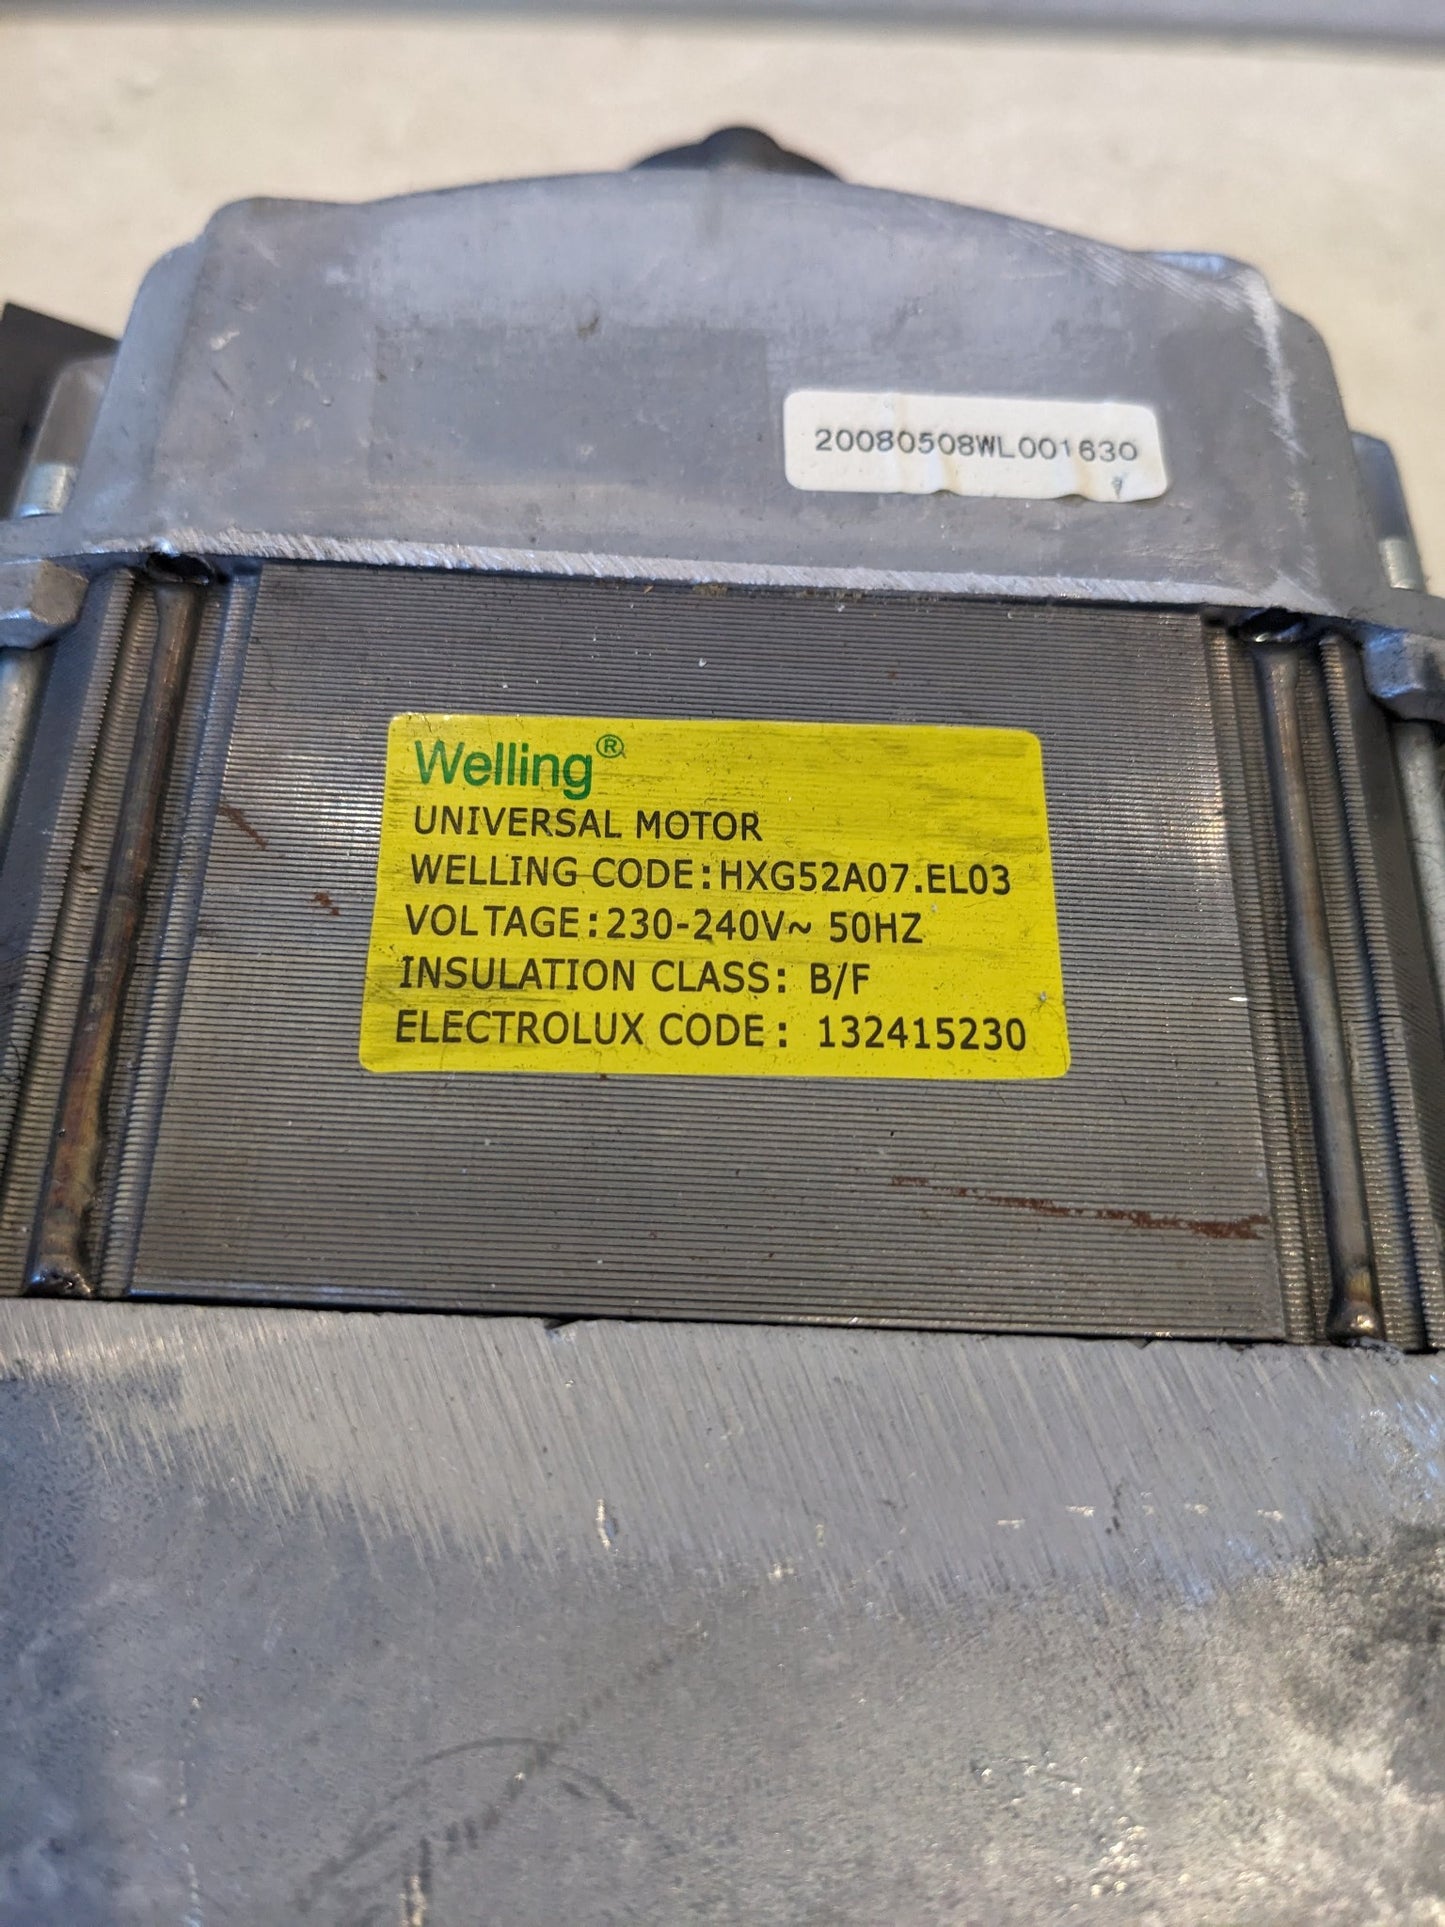 20080508WL001630
Welling®
UNIVERSAL MOTOR
WELLING CODE:HXG52A07.EL03
VOLTAGE:230-240V~ 50HZ
INSULATION CLASS: B/F
ELECTROLUX CODE: 132415230